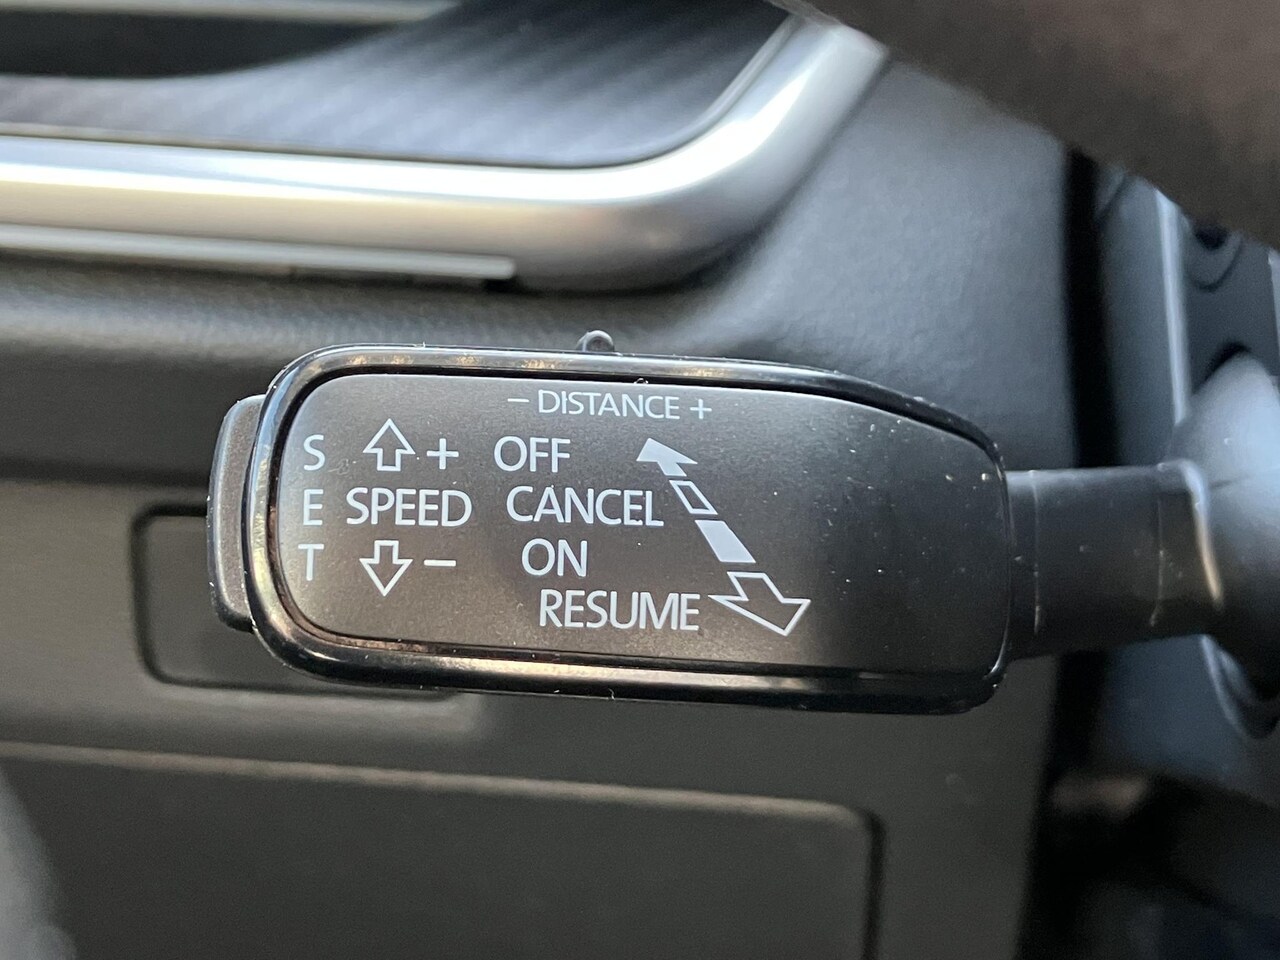 − DISTANCE +
S + OFF
E SPEED CANCEL
T − ON
RESUME